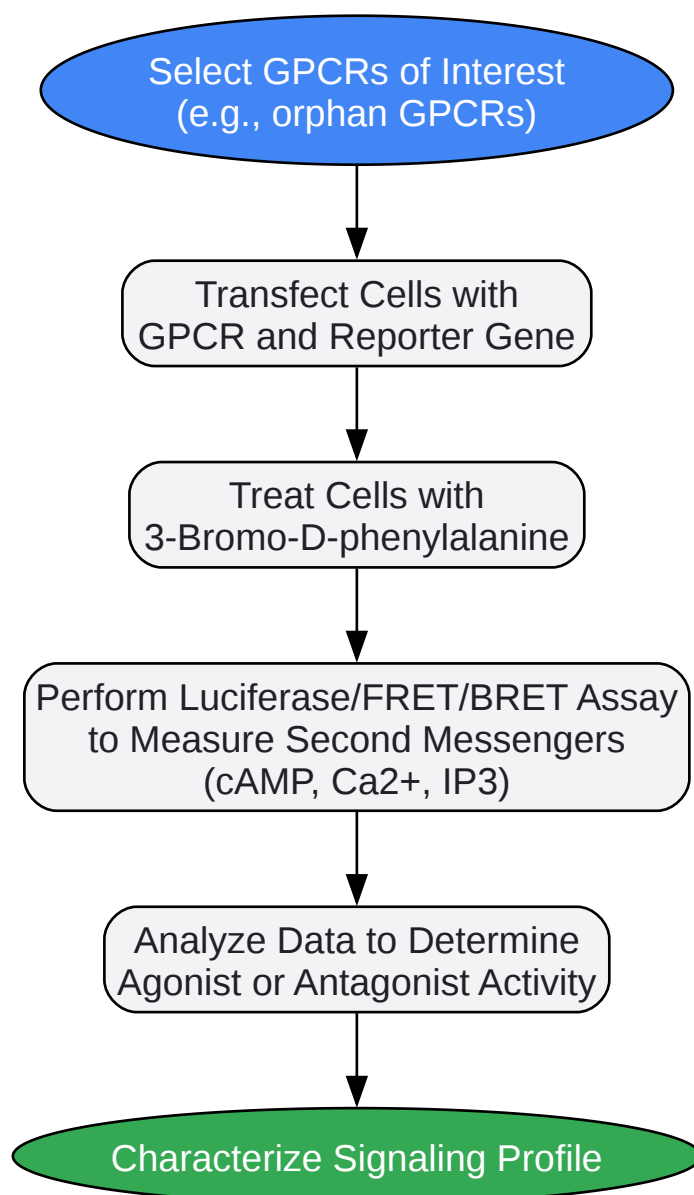 Select GPCRs of Interest
(e.g., orphan GPCRs)
Transfect Cells with
GPCR and Reporter Gene
Treat Cells with
3-Bromo-D-phenylalanine
Perform Luciferase/FRET/BRET Assay
to Measure Second Messengers
(cAMP, Ca2+, IP3)
Analyze Data to Determine
Agonist or Antagonist Activity
Characterize Signaling Profile